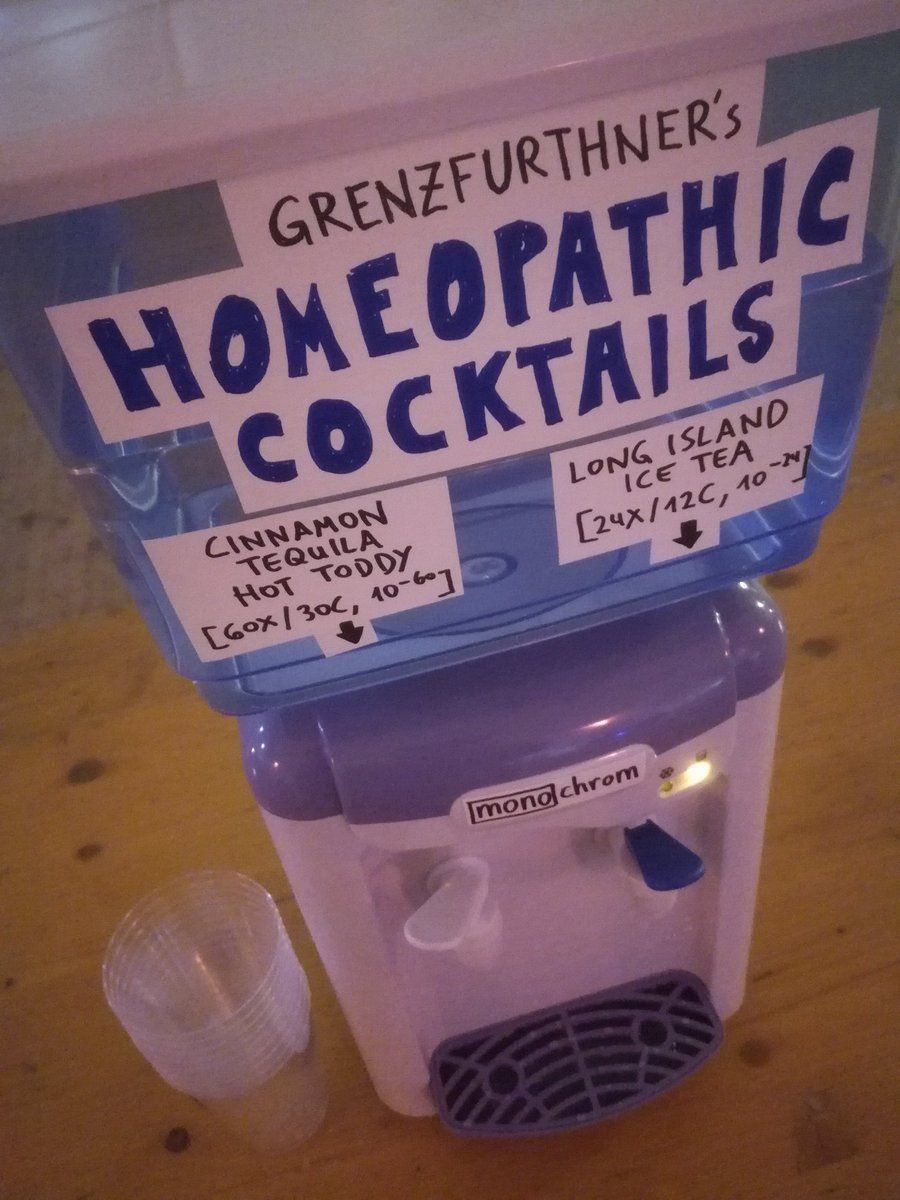 GRENZFURTHNER's
HOMEOPATHIC
COCKTAILS
CINNAMON
TEQUILA
HOT TODDY
[60X/30C, 10⁻⁶⁰]
LONG ISLAND
ICE TEA
[24X/12C, 10⁻²⁴]
monochrom